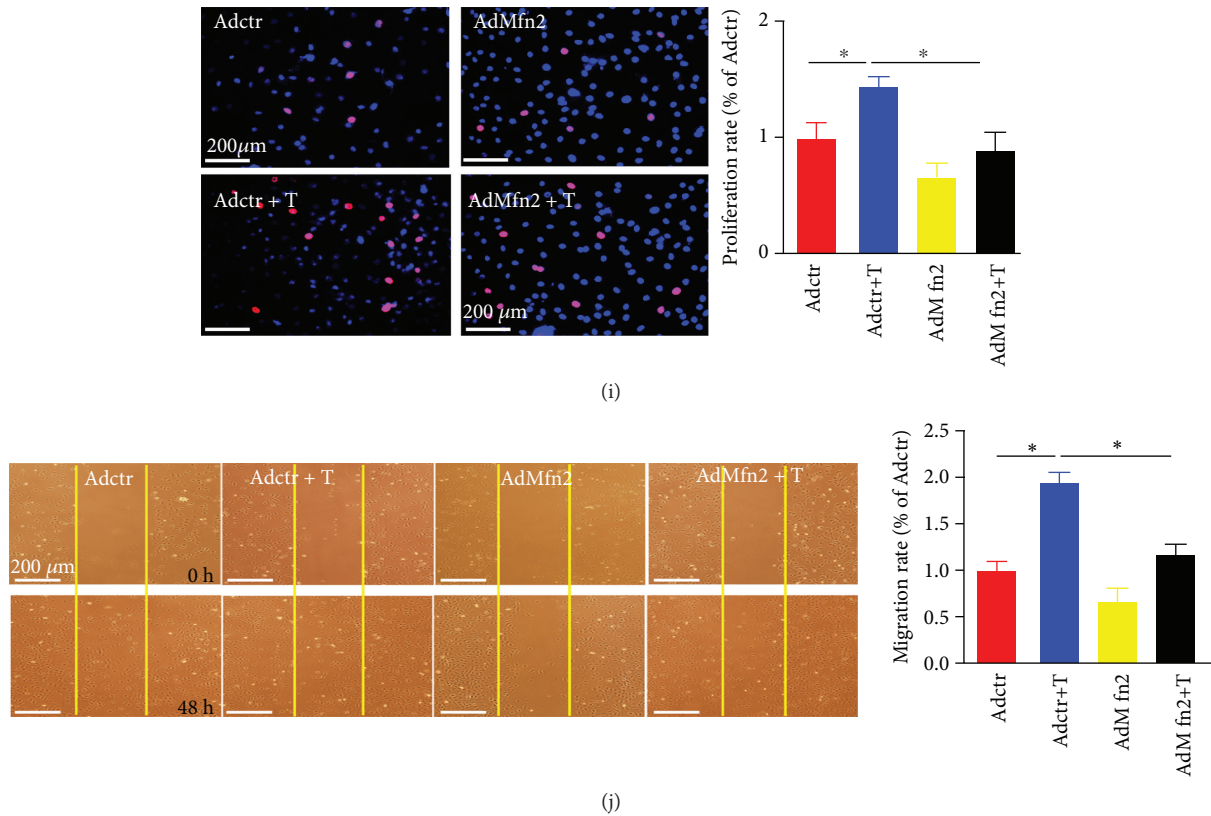 Adctr
AdMfn2
200μm
Adctr + T
AdMfn2 + T
200 μm
Proliferation rate (% of Adctr)
2
1
0
*
*
Adctr
Adctr+T
AdM fn2
AdM fn2+T
(i)
Adctr
Adctr + T
AdMfn2
AdMfn2 + T
200 μm
0 h
48 h
Migration rate (% of Adctr)
2.5
2.0
1.5
1.0
0.5
0.0
*
*
Adctr
Adctr+T
AdM fn2
AdM fn2+T
(j)